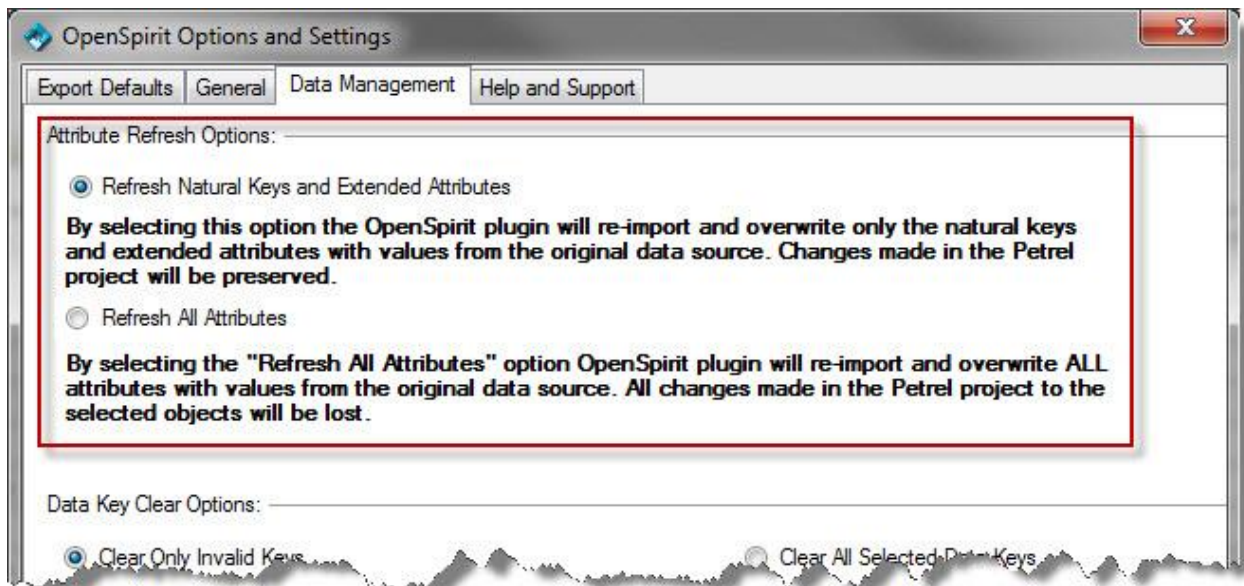 OpenSpirit Options and Settings
Export Defaults General Data Management Help and Support
Attribute Refresh Options:
Refresh Natural Keys and Extended Attributes
By selecting this option the OpenSpirit plugin will re-import and overwrite only the natural keys
and extended attributes with values from the original data source. Changes made in the Petrel
project will be preserved.
Refresh All Attributes
By selecting the "Refresh All Attributes" option OpenSpirit plugin will re-import and overwrite ALL
attributes with values from the original data source. All changes made in the Petrel project to the
selected objects will be lost.
Data Key Clear Options:
Clear Only Invalid Keys Clear All Selected Data Keys